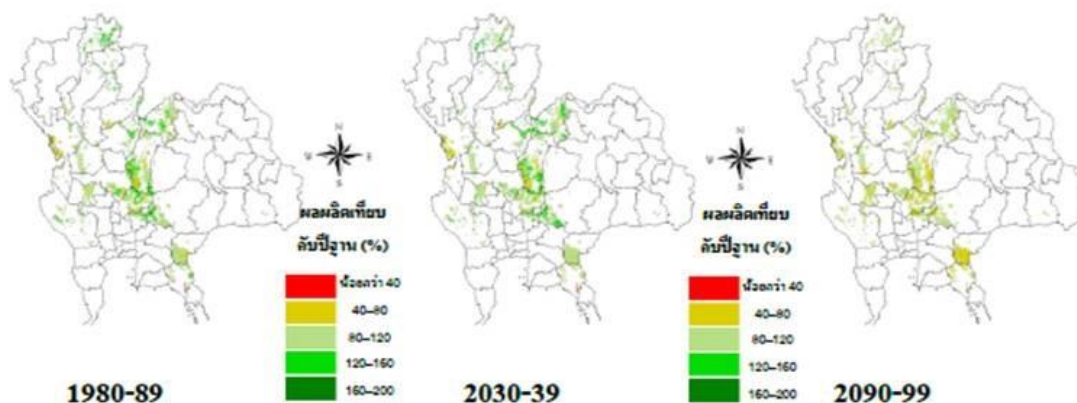 N
W E
S
ผลผลิตเทียบ
กับปีฐาน (%)
น้อยกว่า 40
40–80
80–120
120–160
160–200
1980-89
N
W E
S
ผลผลิตเทียบ
กับปีฐาน (%)
น้อยกว่า 40
40–80
80–120
120–160
160–200
2030-39
2090-99